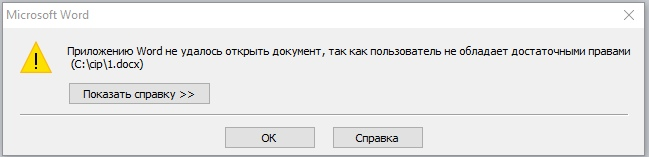 Microsoft Word
Приложению Word не удалось открыть документ, так как пользователь не обладает достаточными правами
(C:\cip\1.docx)
Показать справку >>
ОК
Справка